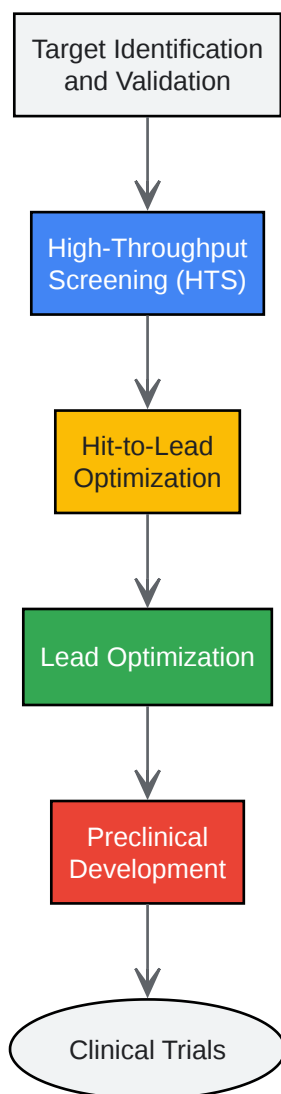 Target Identification
and Validation
High-Throughput
Screening (HTS)
Hit-to-Lead
Optimization
Lead Optimization
Preclinical
Development
Clinical Trials